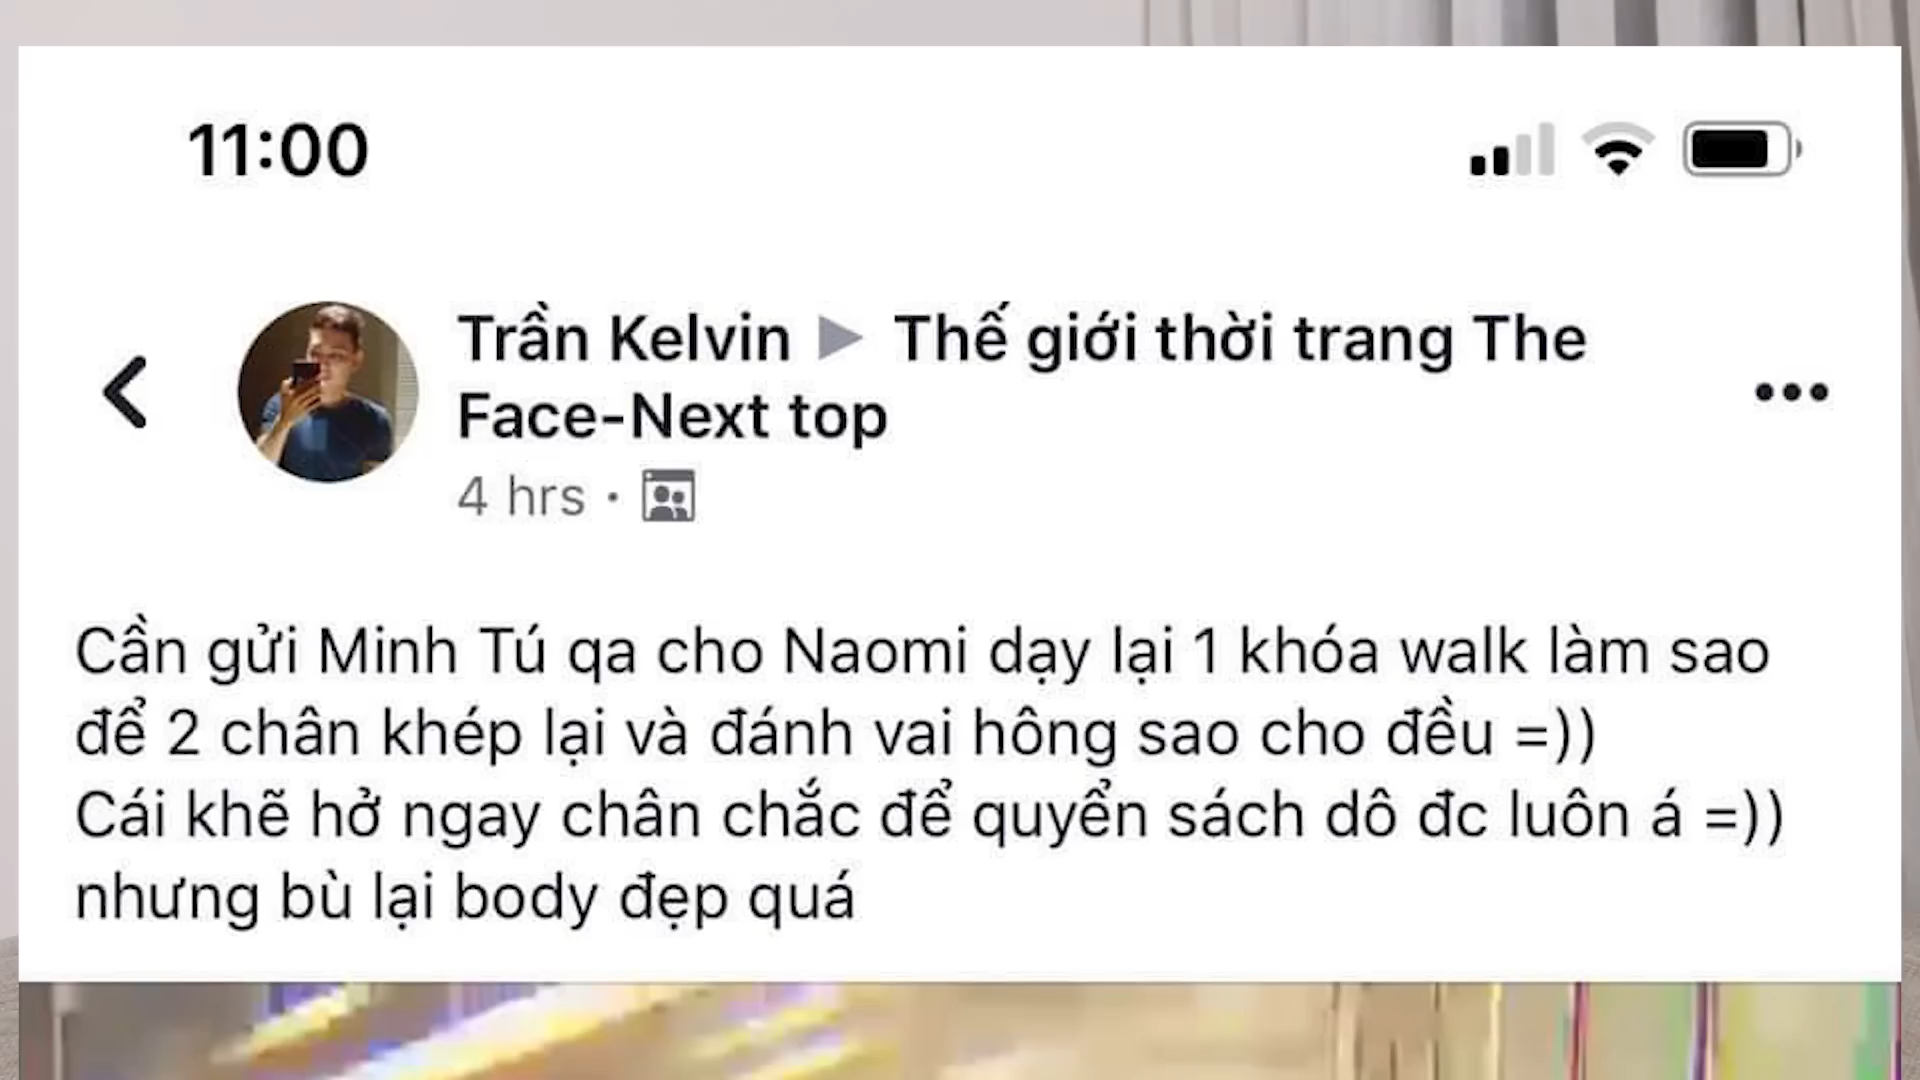 11:00
Trần Kelvin ▶ Thế giới thời trang The
Face-Next top
4 hrs ·
Cần gửi Minh Tú qa cho Naomi dạy lại 1 khóa walk làm sao
để 2 chân khép lại và đánh vai hông sao cho đều =))
Cái khẽ hở ngay chân chắc để quyển sách dô đc luôn á =))
nhưng bù lại body đẹp quá